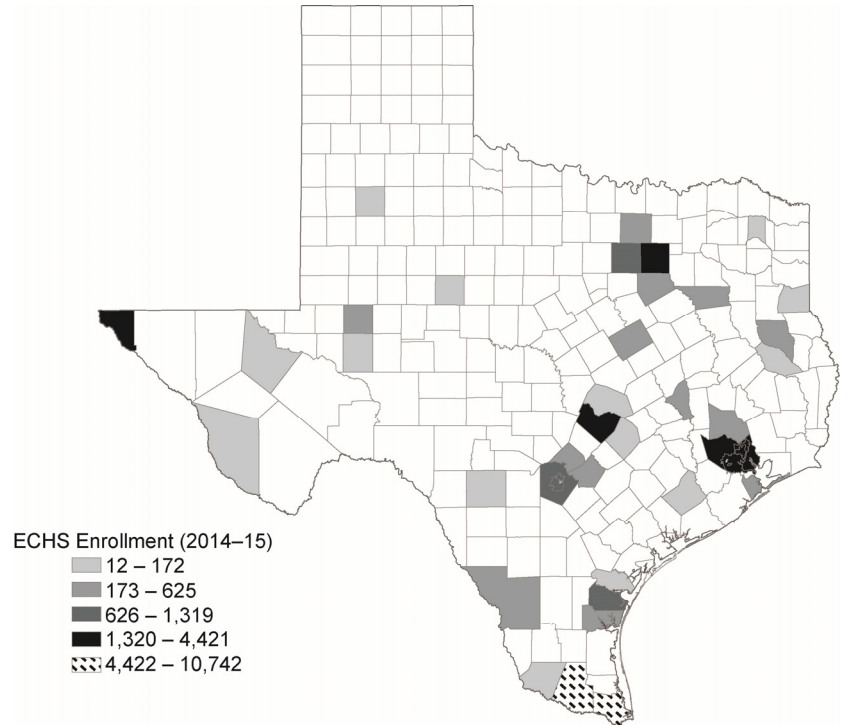 ECHS Enrollment (2014–15)
12 – 172
173 – 625
626 – 1,319
1,320 – 4,421
4,422 – 10,742